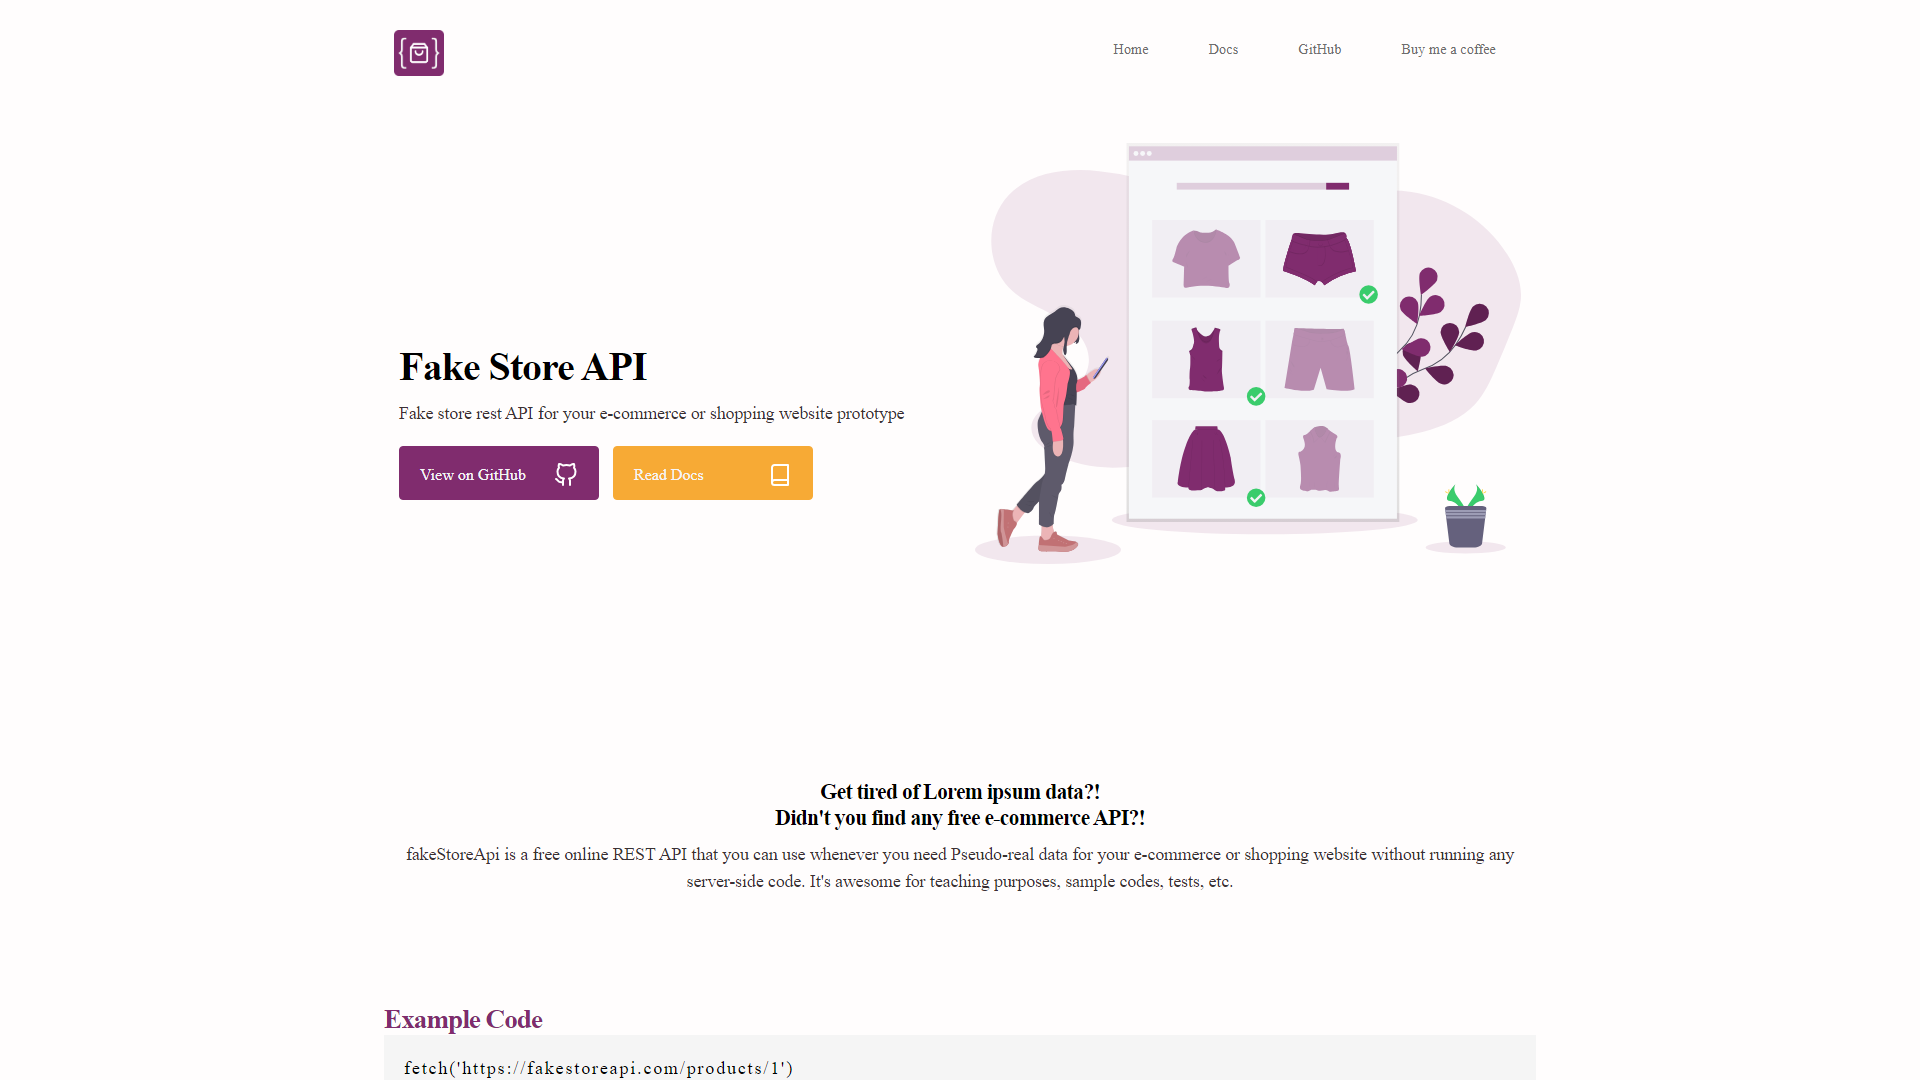 Home
Docs
GitHub
Buy me a coffee
Fake Store API
Fake store rest API for your e-commerce or shopping website prototype
View on GitHub
Read Docs
Get tired of Lorem ipsum data?!
Didn't you find any free e-commerce API?!
fakeStoreApi is a free online REST API that you can use whenever you need Pseudo-real data for your e-commerce or shopping website without running any
server-side code. It's awesome for teaching purposes, sample codes, tests, etc.
Example Code
fetch('https://fakestoreapi.com/products/1')